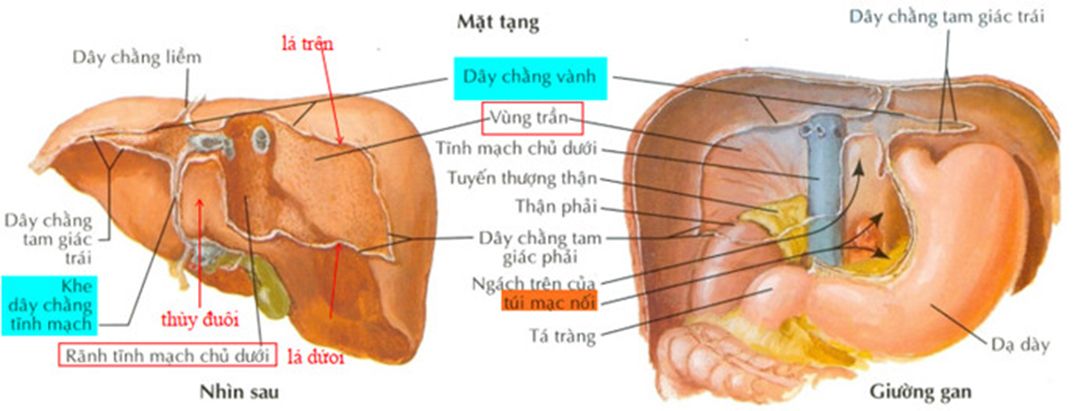 Mặt tạng
Dây chằng tam giác trái
lá trên
Dây chằng liềm
Dây chằng vành
Vùng trần
Tĩnh mạch chủ dưới
Tuyến thượng thận
Thận phải
Dây chằng
tam giác
trái
Dây chằng tam
giác phải
Khe
dây chằng
tĩnh mạch
Ngách trên của
túi mạc nối
thùy đuôi
Tá tràng
Dạ dày
Rãnh tĩnh mạch chủ dưới
lá dứoi
Nhìn sau
Giường gan